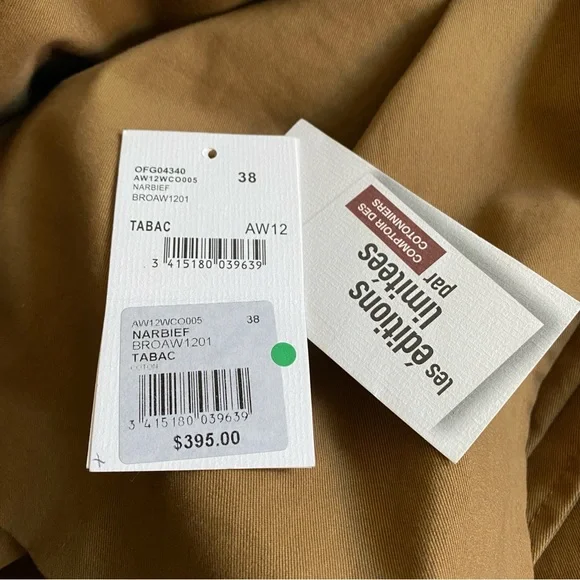 OFG04340
AW12WCO005
38
NARBIEF
BROAW1201
TABAC
AW12
3 415180 039639
AW12WCO005
38
NARBIEF
BROAW1201
TABAC
COTON
3 415180 039639
$395.00
les éditions
limitées
par
COMPTOIR DES
COTONNIERS